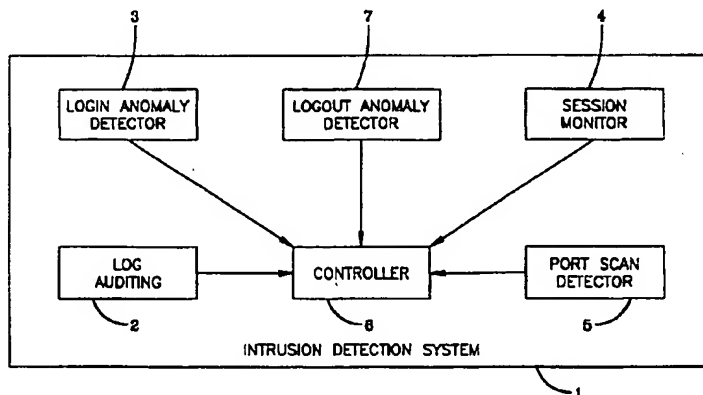 3
7
4
LOGIN ANOMALY
DETECTOR
LOGOUT ANOMALY
DETECTOR
SESSION
MONITOR
LOG
AUDITING
CONTROLLER
PORT SCAN
DETECTOR
2
6
5
INTRUSION DETECTION SYSTEM
1